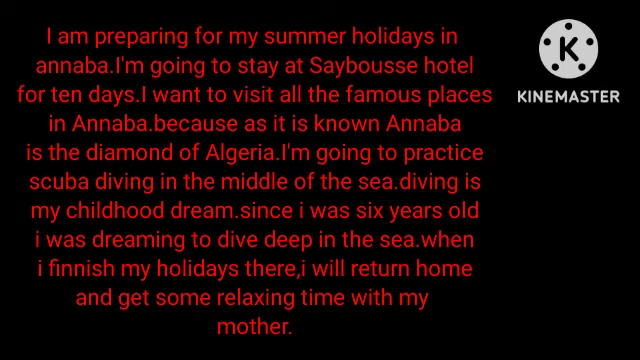 I am preparing for my summer holidays in
annaba.I'm going to stay at Saybousse hotel
for ten days.I want to visit all the famous places
in Annaba.because as it is known Annaba
is the diamond of Algeria.I'm going to practice
scuba diving in the middle of the sea.diving is
my childhood dream.since i was six years old
i was dreaming to dive deep in the sea.when
i finnish my holidays there,i will return home
and get some relaxing time with my
mother.
K
KINEMASTER